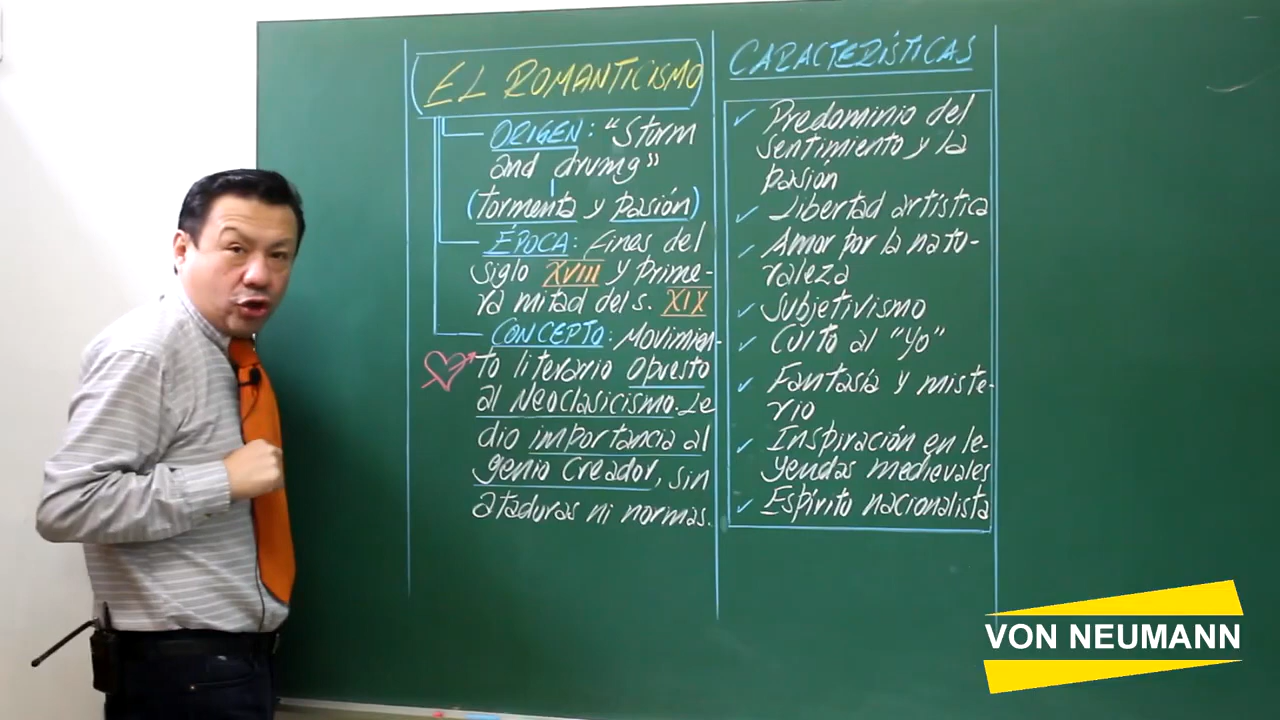 EL ROMANTICISMO
ORIGEN: "Sturm
and drumg"
(tormenta y pasión)
ÉPOCA: fines del
siglo XVIII y prime-
ra mitad del s. XIX
CONCEPTO: Movimien-
to literario opuesto
al Neoclasicismo. Le
dio importancia al
genio creador, sin
ataduras ni normas.
CARACTERÍSTICAS
✓ Predominio del
sentimiento y la
pasión
✓ Libertad artística
✓ Amor por la natu-
raleza
✓ Subjetivismo
✓ Culto al "Yo"
✓ Fantasía y miste-
rio
✓ Inspiración en le-
yendas medievales
✓ Espíritu nacionalista
VON NEUMANN